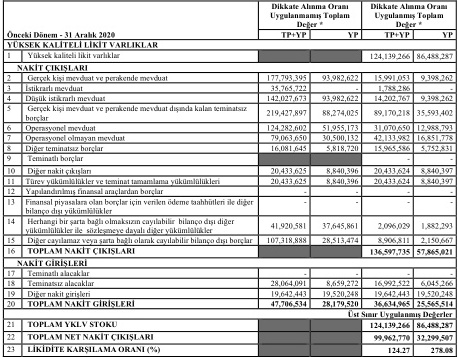 Dikkate Alınma Oranı Uygulanmamış Toplam Değer * Dikkate Alınma Oranı Uygulanmış Toplam Değer *
Önceki Dönem - 31 Aralık 2020 TP+YP YP TP+YP YP
YÜKSEK KALİTELİ LİKİT VARLIKLAR
1 Yüksek kaliteli likit varlıklar 124,139,266 86,488,287
NAKİT ÇIKIŞLARI
2 Gerçek kişi mevduat ve perakende mevduat 177,793,395 93,982,622 15,991,053 9,398,262
3 İstikrarlı mevduat 35,765,722 - 1,788,286 -
4 Düşük istikrarlı mevduat 142,027,673 93,982,622 14,202,767 9,398,262
5 Gerçek kişi mevduat ve perakende mevduat dışında kalan teminatsız borçlar 219,427,897 88,274,025 89,170,218 35,593,402
6 Operasyonel mevduat 124,282,602 51,955,173 31,070,650 12,988,793
7 Operasyonel olmayan mevduat 79,063,650 30,500,132 42,133,982 16,851,778
8 Diğer teminatsız borçlar 16,081,645 5,818,720 15,965,586 5,752,831
9 Teminatlı borçlar - -
10 Diğer nakit çıkışları 20,433,625 8,840,396 20,433,624 8,840,397
11 Türev yükümlülükler ve teminat tamamlama yükümlülükleri 20,433,625 8,840,396 20,433,624 8,840,397
12 Yapılandırılmış finansal araçlardan borçlar - - - -
13 Finansal piyasalara olan borçlar için verilen ödeme taahhütleri ile diğer bilanço dışı yükümlülükler - - - -
14 Herhangi bir şarta bağlı olmaksızın cayılabilir bilanço dışı diğer yükümlülükler ile sözleşmeye dayalı diğer yükümlülükler 41,920,581 37,645,861 2,096,029 1,882,293
15 Diğer cayılamaz veya şartla bağlı olarak cayılabilir bilanço dışı borçlar 107,318,888 28,513,474 8,906,811 2,150,667
16 TOPLAM NAKİT ÇIKIŞLARI 136,597,735 57,865,021
NAKİT GİRİŞLERİ
17 Teminatlı alacaklar - - - -
18 Teminatsız alacaklar 28,064,091 8,659,272 16,992,522 6,045,266
19 Diğer nakit girişleri 19,642,443 19,520,248 19,642,443 19,520,248
20 TOPLAM NAKİT GİRİŞLERİ 47,706,534 28,179,520 36,634,965 25,565,514
Üst Sınır Uygulanmış Değerler
21 TOPLAM YKLV STOKU 124,139,266 86,488,287
22 TOPLAM NET NAKİT ÇIKIŞLARI 99,962,770 32,299,507
23 LİKİDİTE KARŞILAMA ORANI (%) 124.27 278.08